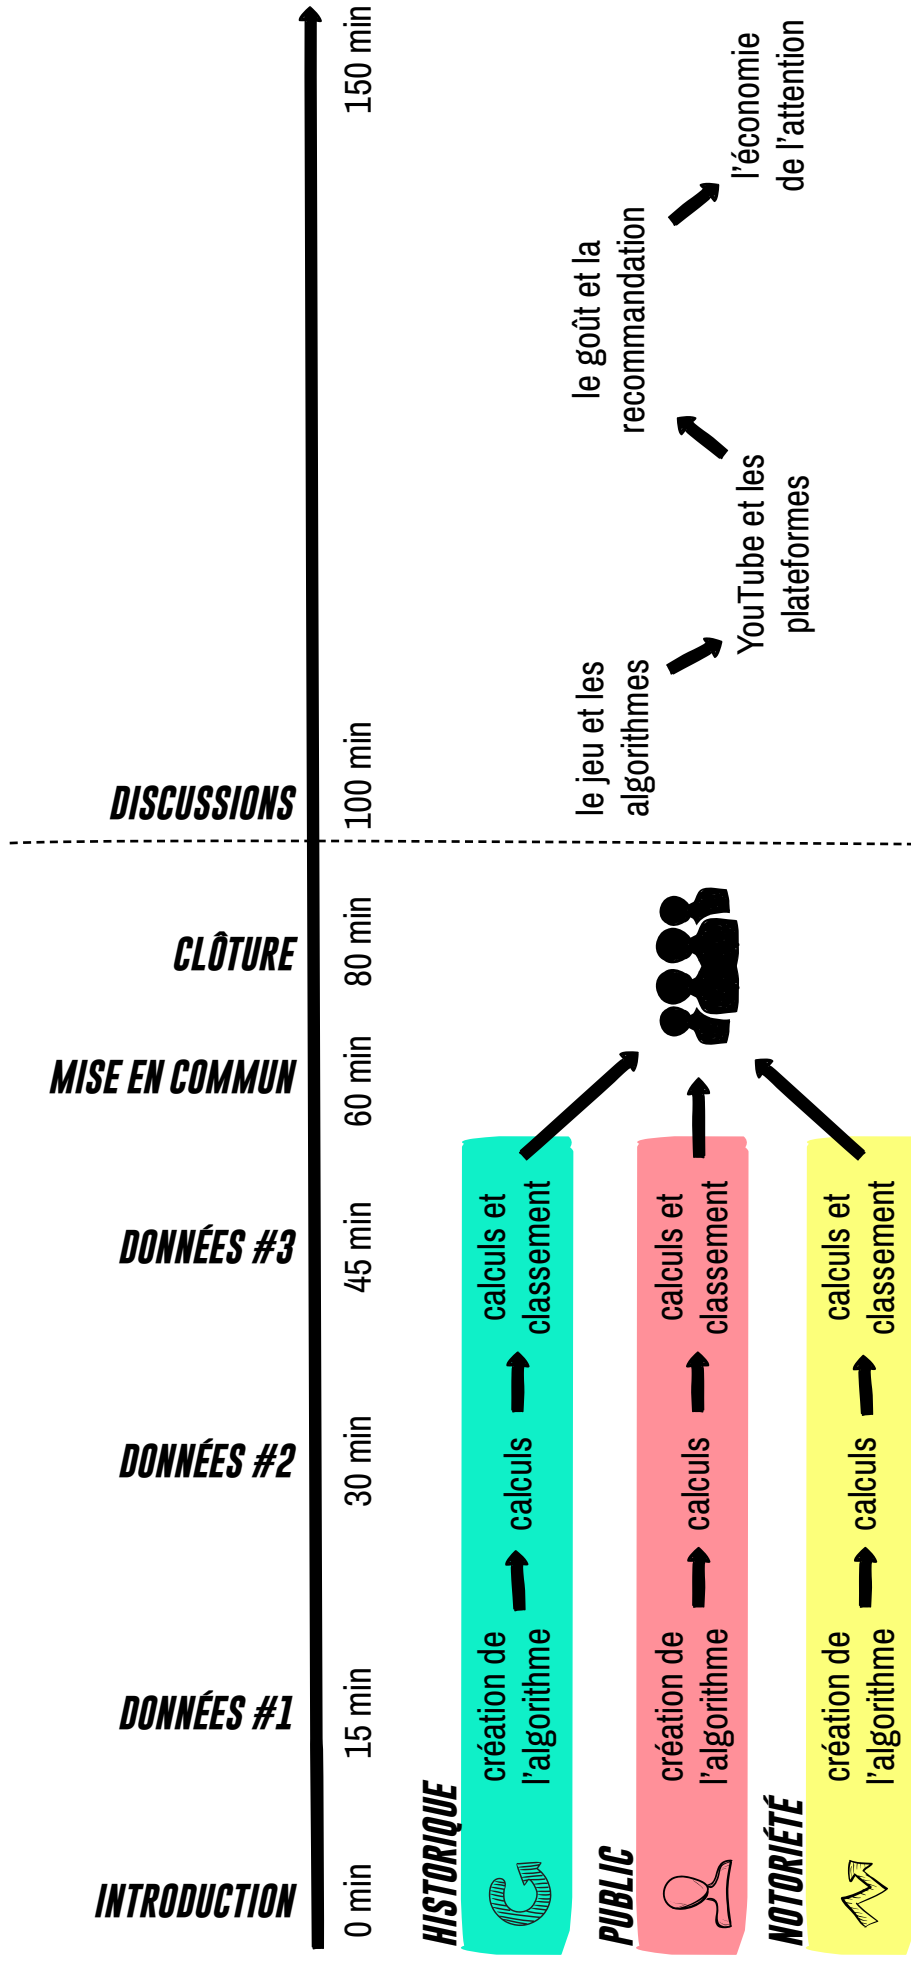 INTRODUCTION
DONNÉES #1
DONNÉES #2
DONNÉES #3
MISE EN COMMUN
CLÔTURE
DISCUSSIONS
0 min
15 min
30 min
45 min
60 min
80 min
100 min
150 min
HISTORIQUE
création de
l'algorithme
calculs
calculs et
classement
PUBLIC
création de
l'algorithme
calculs
calculs et
classement
NOTORIÉTÉ
création de
l'algorithme
calculs
calculs et
classement
le jeu et les
algorithmes
YouTube et les
plateformes
le goût et la
recommandation
l'économie
de l'attention